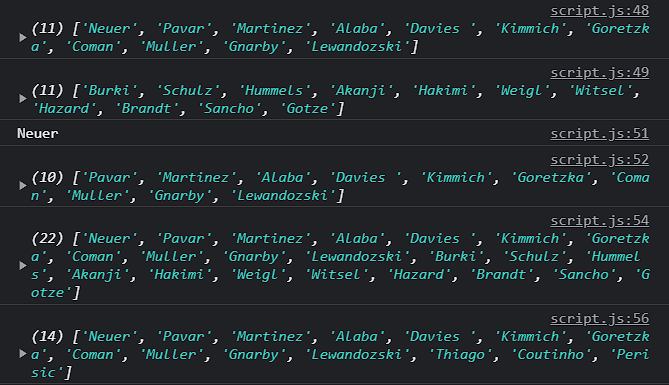 script.js:48
(11) ['Neuer', 'Pavar', 'Martinez', 'Alaba', 'Davies ', 'Kimmich', 'Goretz
ka', 'Coman', 'Muller', 'Gnarby', 'Lewandozski']
script.js:49
(11) ['Burki', 'Schulz', 'Hummels', 'Akanji', 'Hakimi', 'Weigl', 'Witsel',
'Hazard', 'Brandt', 'Sancho', 'Gotze']
Neuer script.js:51
script.js:52
(10) ['Pavar', 'Martinez', 'Alaba', 'Davies ', 'Kimmich', 'Goretzka', 'Coma
n', 'Muller', 'Gnarby', 'Lewandozski']
script.js:54
(22) ['Neuer', 'Pavar', 'Martinez', 'Alaba', 'Davies ', 'Kimmich', 'Goretzk
a', 'Coman', 'Muller', 'Gnarby', 'Lewandozski', 'Burki', 'Schulz', 'Hummel
s', 'Akanji', 'Hakimi', 'Weigl', 'Witsel', 'Hazard', 'Brandt', 'Sancho', 'G
otze']
script.js:56
(14) ['Neuer', 'Pavar', 'Martinez', 'Alaba', 'Davies ', 'Kimmich', 'Goretzk
a', 'Coman', 'Muller', 'Gnarby', 'Lewandozski', 'Thiago', 'Coutinho', 'Peri
sic']